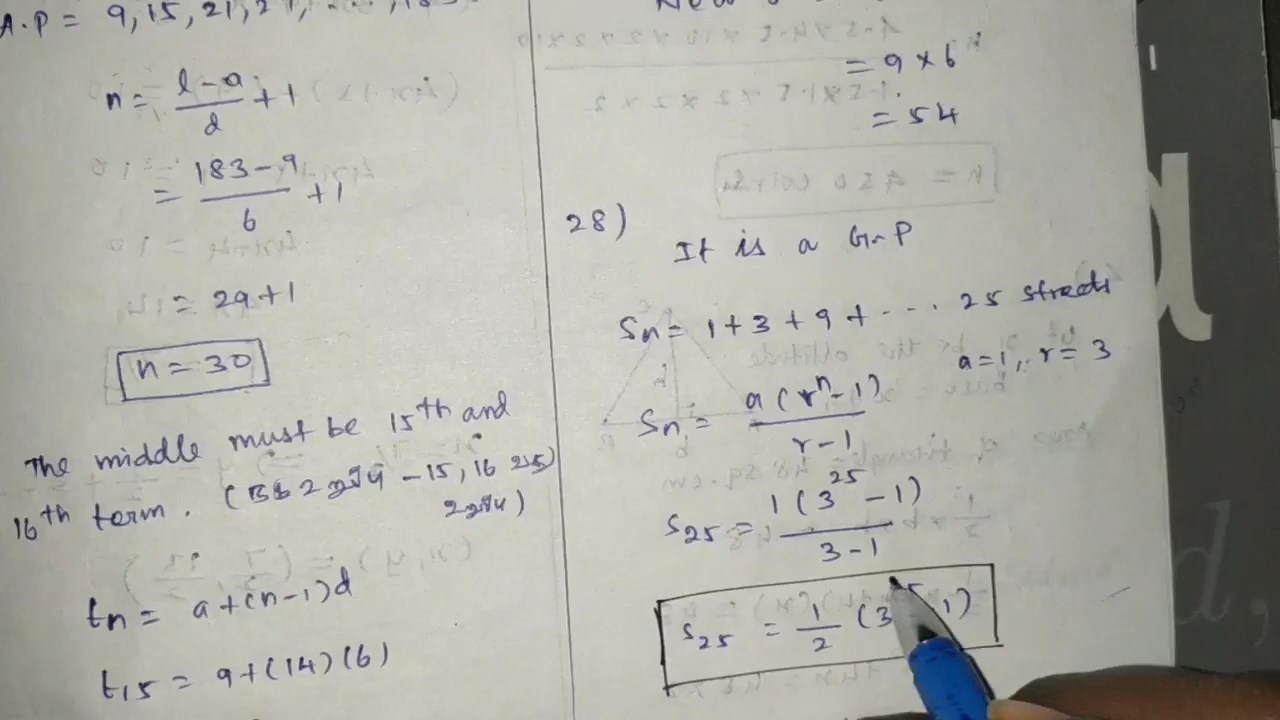 A.P = 9, 15, 21, 27, ... , 183.
n = l-a/d + 1
= 183-9/6 + 1
= 29+1
n = 30
The middle must be 15th and
16th term.
tn = a+(n-1)d
t15 = 9+(14)(6)
= 9 × 6
= 54
28)
It is a G.P
Sn = 1+3+9+ ... 25 streets
a=1, r=3
Sn = a(r^n-1)/r-1
S25 = 1(3^25-1)/3-1
S25 = 1/2 (3 1)